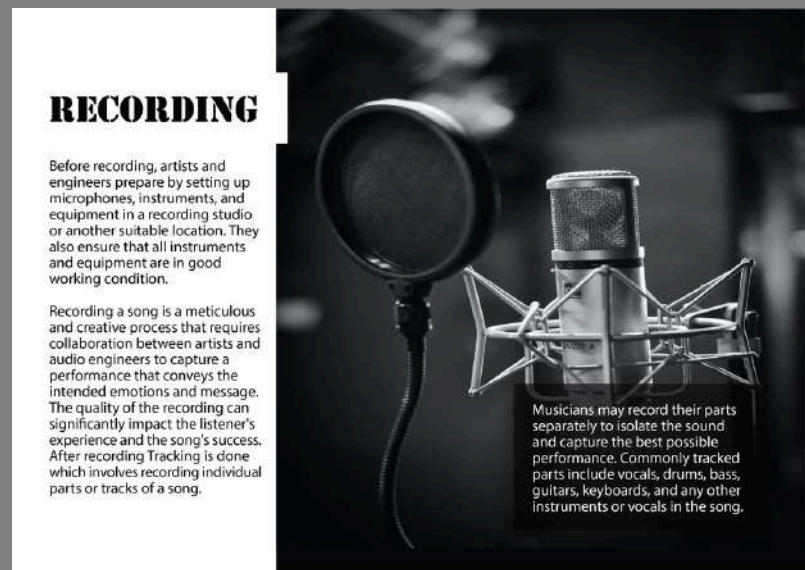 RECORDING
Before recording, artists and
engineers prepare by setting up
microphones, instruments, and
equipment in a recording studio
or another suitable location. They
also ensure that all instruments
and equipment are in good
working condition.
Recording a song is a meticulous
and creative process that requires
collaboration between artists and
audio engineers to capture a
performance that conveys the
intended emotions and message.
The quality of the recording can
significantly impact the listener's
experience and the song's success.
After recording Tracking is done
which involves recording individual
parts or tracks of a song.
Musicians may record their parts
separately to isolate the sound
and capture the best possible
performance. Commonly tracked
parts include vocals, drums, bass,
guitars, keyboards, and any other
instruments or vocals in the song.